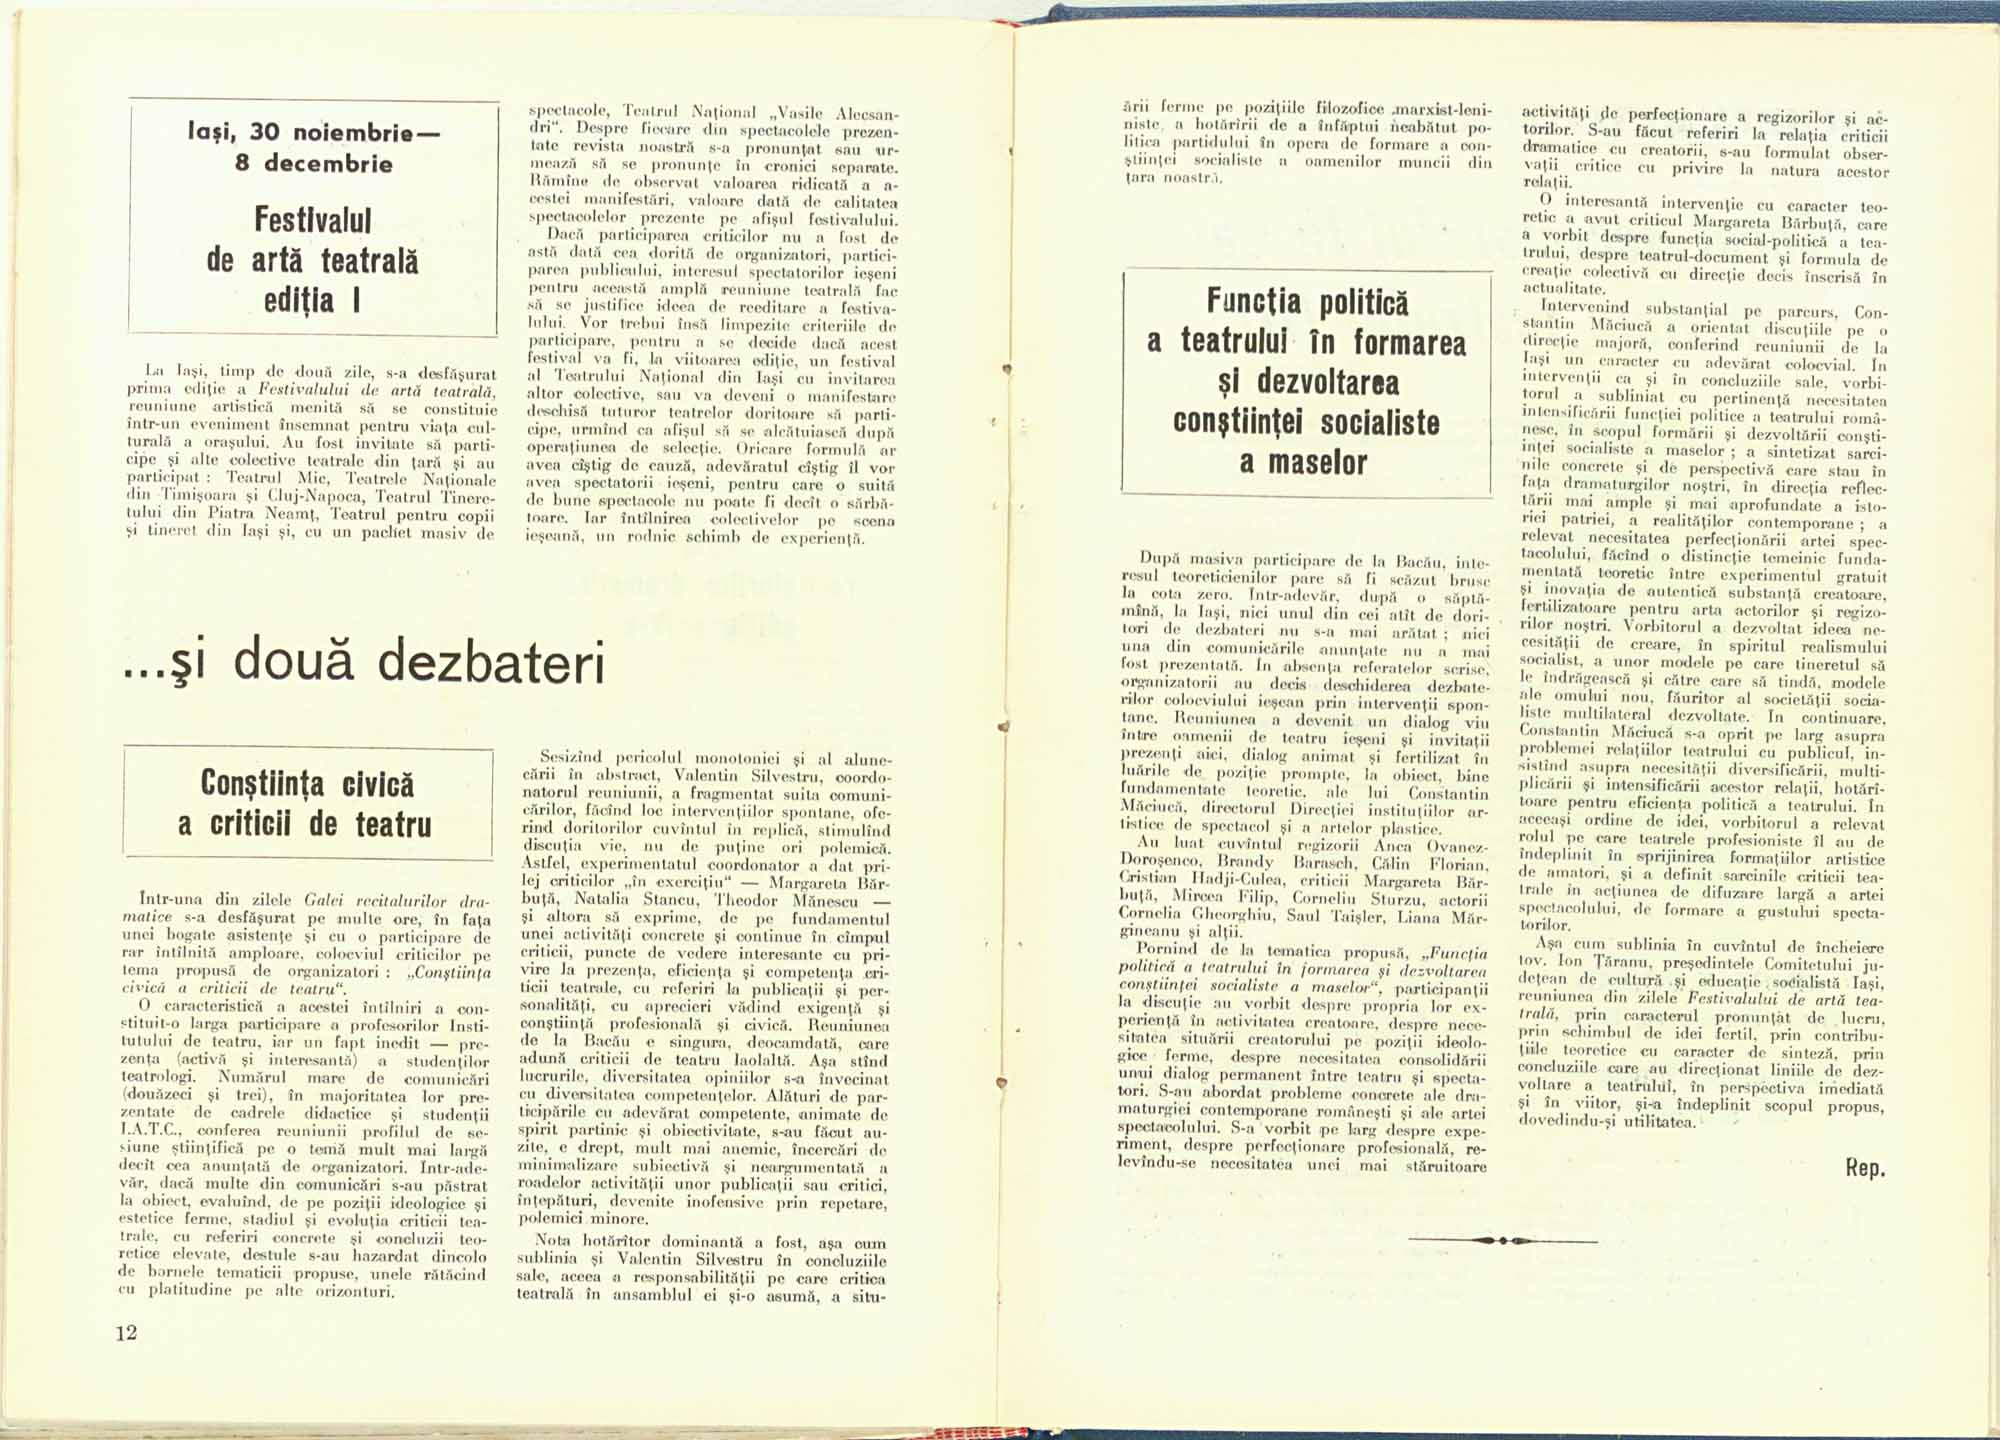 Iași, 30 noiembrie—
8 decembrie
Festivalul
de artă teatrală
ediția I
La Iași, timp de două zile, s-a desfășurat
prima ediție a Festivalului de artă teatrală,
reuniune artistică menită să se constituie
într-un eveniment însemnat pentru viața cul-
turală a orașului. Au fost invitate să parti-
cipe și alte colective teatrale din țară și au
participat : Teatrul Mic, Teatrele Naționale
din Timișoara și Cluj-Napoca, Teatrul Tinere-
tului din Piatra Neamț, Teatrul pentru copii
și tineret din Iași și, cu un pachet masiv de
spectacole, Teatrul Național „Vasile Alecsan-
dri“. Despre fiecare din spectacolele prezen-
tate revista noastră s-a pronunțat sau ur-
mează să se pronunțe în cronici separate.
Rămîne de observat valoarea ridicată a a-
cestei manifestări, valoare dată de calitatea
spectacolelor prezente pe afișul festivalului.
Dacă participarea criticilor nu a fost de
astă dată cea dorită de organizatori, partici-
parea publicului, interesul spectatorilor ieșeni
pentru această amplă reuniune teatrală fac
să se justifice ideea de reeditare a festiva-
lului. Vor trebui însă limpezite criteriile de
participare, pentru a se decide dacă acest
festival va fi, la viitoarea ediție, un festival
al Teatrului Național din Iași cu invitarea
altor colective, sau va deveni o manifestare
deschisă tuturor teatrelor doritoare să parti-
cipe, urmînd ca afișul să se alcătuiască după
operațiunea de selecție. Oricare formulă ar
avea cîștig de cauză, adevăratul cîștig îl vor
avea spectatorii ieșeni, pentru care o suită
de bune spectacole nu poate fi decît o sărbă-
toare. Iar întîlnirea colectivelor pe scena
ieșeană, un rodnic schimb de experiență.
...și două dezbateri
Conștiința civică
a criticii de teatru
Într-una din zilele Galei recitalurilor dra-
matice s-a desfășurat pe multe ore, în fața
unei bogate asistențe și cu o participare de
rar întîlnită amploare, colocviul criticilor pe
tema propusă de organizatori : „Conștiința
civică a criticii de teatru“.
O caracteristică a acestei întîlniri a con-
stituit-o larga participare a profesorilor Insti-
tutului de teatru, iar un fapt inedit — pre-
zența (activă și interesantă) a studenților
teatrologi. Numărul mare de comunicări
(douăzeci și trei), în majoritatea lor pre-
zentate de cadrele didactice și studenții
I.A.T.C., conferea reuniunii profilul de se-
siune științifică pe o temă mult mai largă
decît cea anunțată de organizatori. Într-ade-
văr, dacă multe din comunicări s-au păstrat
la obiect, evaluînd, de pe poziții ideologice și
estetice ferme, stadiul și evoluția criticii tea-
trale, cu referiri concrete și concluzii teo-
retice elevate, destule s-au hazardat dincolo
de barnele tematicii propuse, unele rătăcind
cu platitudine pe alte orizonturi.
Sesizînd pericolul monotoniei și al alune-
cării în abstract, Valentin Silvestru, coordo-
natorul reuniunii, a fragmentat suita comuni-
cărilor, făcînd loc intervențiilor spontane, ofe-
rind doritorilor cuvîntul în replică, stimulînd
discuția vie, nu de puține ori polemică.
Astfel, experimentatul coordonator a dat pri-
lej criticilor „în exercițiu“ — Margareta Băr-
buță, Natalia Stancu, Theodor Mănescu —
și altora să exprime, de pe fundamentul
unei activități concrete și continue în cîmpul
criticii, puncte de vedere interesante cu pri-
vire la prezența, eficiența și competența cri-
ticii teatrale, cu referiri la publicații și per-
sonalități, cu aprecieri vădind exigență și
conștiință profesională și civică. Reuniunea
de la Bacău e singura, deocamdată, care
adună criticii de teatru laolaltă. Așa stînd
lucrurile, diversitatea opiniilor s-a învecinat
cu diversitatea competențelor. Alături de par-
ticipările cu adevărat competente, animate de
spirit partinic și obiectivitate, s-au făcut au-
zite, e drept, mult mai anemic, încercări de
minimalizare subiectivă și neargumentată a
roadelor activității unor publicații sau critici,
înțepături, devenite inofensive prin repetare,
polemici minore.
Nota hotărîtor dominantă a fost, așa cum
sublinia și Valentin Silvestru în concluziile
sale, aceea a responsabilității pe care critica
teatrală în ansamblul ei și-o asumă, a situ-
12
ării ferme pe pozițiile filozofice marxist-leni-
niste, a hotărîrii de a înfăptui neabătut po-
litica partidului în opera de formare a con-
științei socialiste a oamenilor muncii din
țara noastră.
Funcția politică
a teatrului în formarea
și dezvoltarea
conștiinței socialiste
a maselor
După masiva participare de la Bacău, inte-
resul teoreticienilor pare să fi scăzut brusc
la cota zero. Într-adevăr, după o săptă-
mînă, la Iași, nici unul din cei atît de dori-
tori de dezbateri nu s-a mai arătat ; nici
una din comunicările anunțate nu a mai
fost prezentată. În absența referatelor scrise,
organizatorii au decis deschiderea dezbate-
rilor colocviului ieșean prin intervenții spon-
tane. Reuniunea a devenit un dialog viu
între oamenii de teatru ieșeni și invitații
prezenți aici, dialog animat și fertilizat în
luările de poziție prompte, la obiect, bine
fundamentate teoretic, ale lui Constantin
Măciucă, directorul Direcției instituțiilor ar-
tistice de spectacol și a artelor plastice.
Au luat cuvîntul regizorii Anca Ovanez-
Doroșenco, Brandy Barasch, Călin Florian,
Cristian Hadji-Culea, criticii Margareta Băr-
buță, Mircea Filip, Corneliu Sturzu, actorii
Cornelia Gheorghiu, Saul Taișler, Liana Măr-
gineanu și alții.
Pornind de la tematica propusă, „Funcția
politică a teatrului în formarea și dezvoltarea
conștiinței socialiste a maselor“, participanții
la discuție au vorbit despre propria lor ex-
periență în activitatea creatoare, despre nece-
sitatea situării creatorului pe poziții ideolo-
gice ferme, despre necesitatea consolidării
unui dialog permanent între teatru și specta-
tori. S-au abordat probleme concrete ale dra-
maturgiei contemporane românești și ale artei
spectacolului. S-a vorbit pe larg despre expe-
riment, despre perfecționare profesională, re-
levîndu-se necesitatea unei mai stăruitoare
activități de perfecționare a regizorilor și ac-
torilor. S-au făcut referiri la relația criticii
dramatice cu creatorii, s-au formulat obser-
vații critice cu privire la natura acestor
relații.
O interesantă intervenție cu caracter teo-
retic a avut criticul Margareta Bărbuță, care
a vorbit despre funcția social-politică a tea-
trului, despre teatrul-document și formula de
creație colectivă cu direcție decis înscrisă în
actualitate.
Intervenind substanțial pe parcurs, Con-
stantin Măciucă a orientat discuțiile pe o
direcție majoră, conferind reuniunii de la
Iași un caracter cu adevărat colocvial. În
intervenții ca și în concluziile sale, vorbi-
torul a subliniat cu pertinență necesitatea
intensificării funcției politice a teatrului româ-
nesc, în scopul formării și dezvoltării conști-
inței socialiste a maselor ; a sintetizat sarci-
nile concrete și de perspectivă care stau în
fața dramaturgilor noștri, în direcția reflec-
tării mai ample și mai aprofundate a isto-
riei patriei, a realităților contemporane ; a
relevat necesitatea perfecționării artei spec-
tacolului, făcînd o distincție temeinic funda-
mentată teoretic între experimentul gratuit
și inovația de autentică substanță creatoare,
fertilizatoare pentru arta actorilor și regizo-
rilor noștri. Vorbitorul a dezvoltat ideea ne-
cesității de creare, în spiritul realismului
socialist, a unor modele pe care tineretul să
le îndrăgească și către care să tindă, modele
ale omului nou, făuritor al societății socia-
liste multilateral dezvoltate. În continuare,
Constantin Măciucă s-a oprit pe larg asupra
problemei relațiilor teatrului cu publicul, in-
sistînd asupra necesității diversificării, multi-
plicării și intensificării acestor relații, hotărî-
toare pentru eficiența politică a teatrului. În
aceeași ordine de idei, vorbitorul a relevat
rolul pe care teatrele profesioniste îl au de
îndeplinit în sprijinirea formațiilor artistice
de amatori, și a definit sarcinile criticii tea-
trale în acțiunea de difuzare largă a artei
spectacolului, de formare a gustului specta-
torilor.
Așa cum sublinia în cuvîntul de încheiere
tov. Ion Țăranu, președintele Comitetului ju-
dețean de cultură și educație socialistă Iași,
reuniunea din zilele Festivalului de artă tea-
trală, prin caracterul pronunțat de lucru,
prin schimbul de idei fertil, prin contribu-
țiile teoretice cu caracter de sinteză, prin
concluziile care au direcționat liniile de dez-
voltare a teatrului, în perspectiva imediată
și în viitor, și-a îndeplinit scopul propus,
dovedindu-și utilitatea.
Rep.